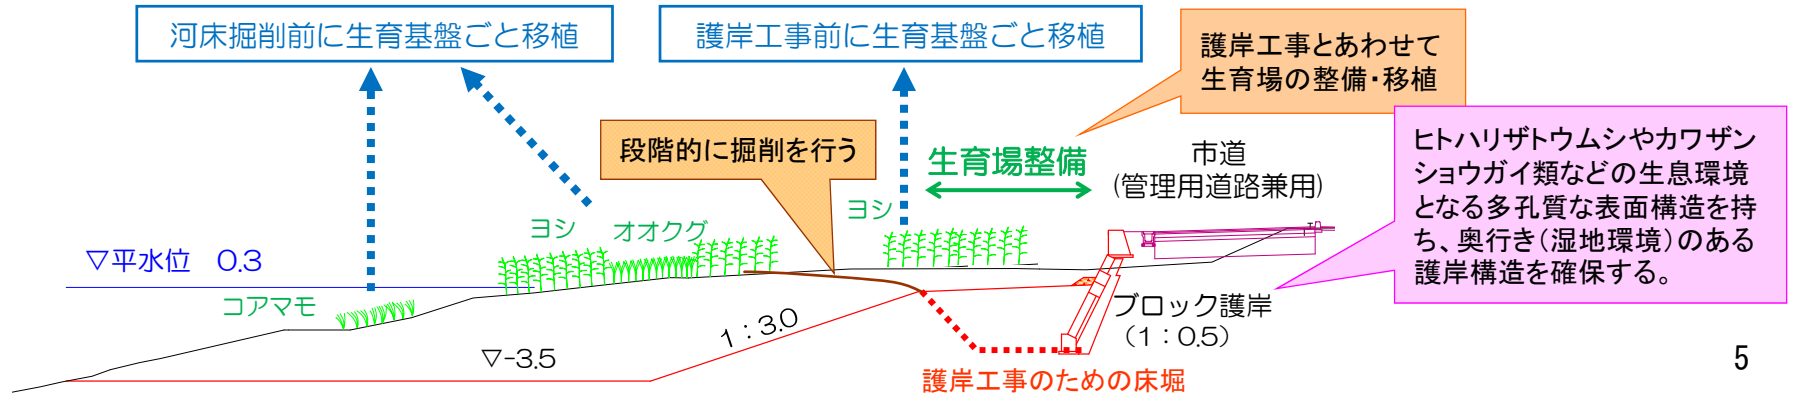 河床掘削前に生育基盤ごと移植
護岸工事前に生育基盤ごと移植
護岸工事とあわせて
生育場の整備・移植
段階的に掘削を行う
生育場整備
市道
(管理用道路兼用)
ヒトハリザトウムシやカワザン
ショウガイ類などの生息環境
となる多孔質な表面構造を持
ち、奥行き(湿地環境)のある
護岸構造を確保する。
ヨシ
オオクグ
ヨシ
▽平水位 0.3
コアマモ
1：3.0
ブロック護岸
(1：0.5)
▽-3.5
護岸工事のための床堀
5